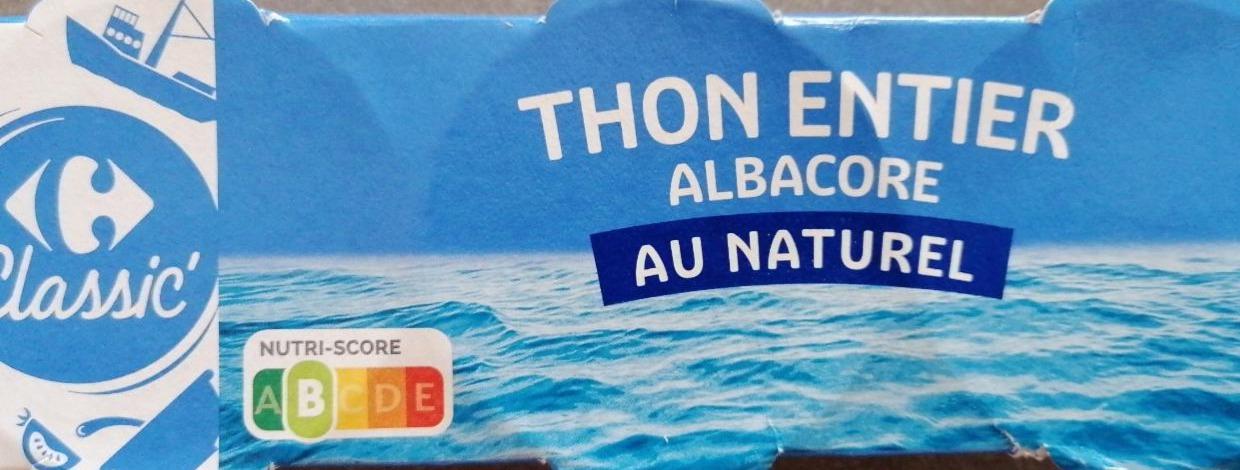 THON ENTIER
ALBACORE
AU NATUREL
Classic'
NUTRI-SCORE
A B C D E